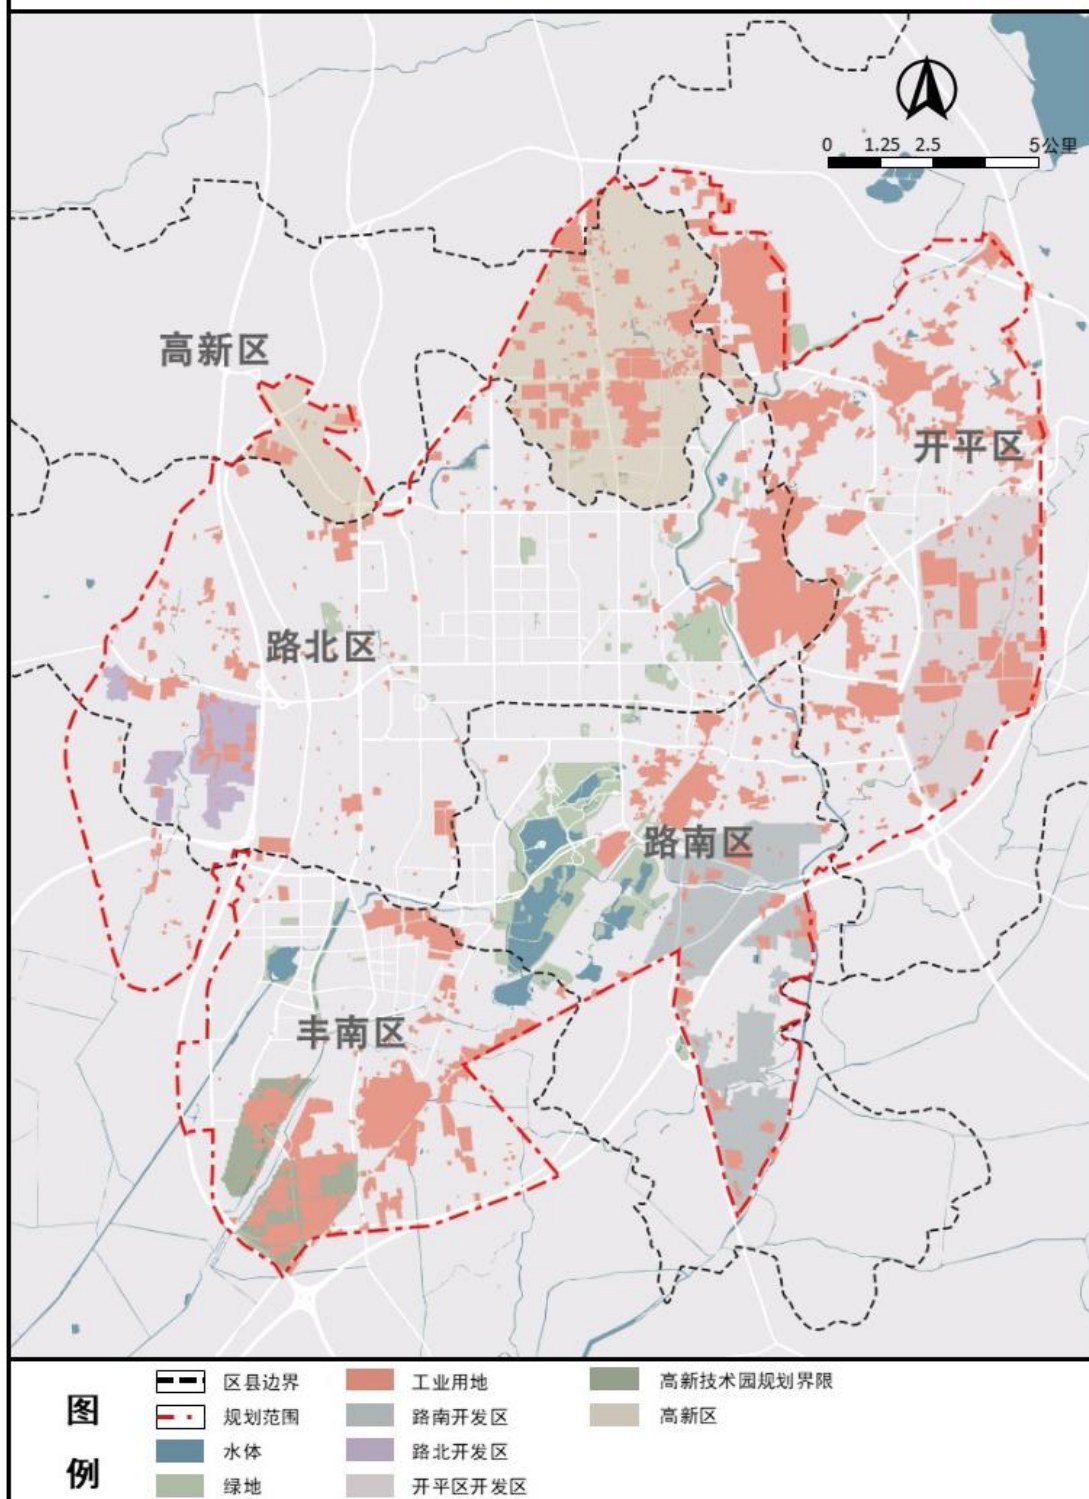 0 1.25 2.5 5公里
高新区
开平区
路北区
路南区
丰南区
图例
区县边界
规划范围
水体
绿地
工业用地
路南开发区
路北开发区
开平区开发区
高新技术园规划界限
高新区